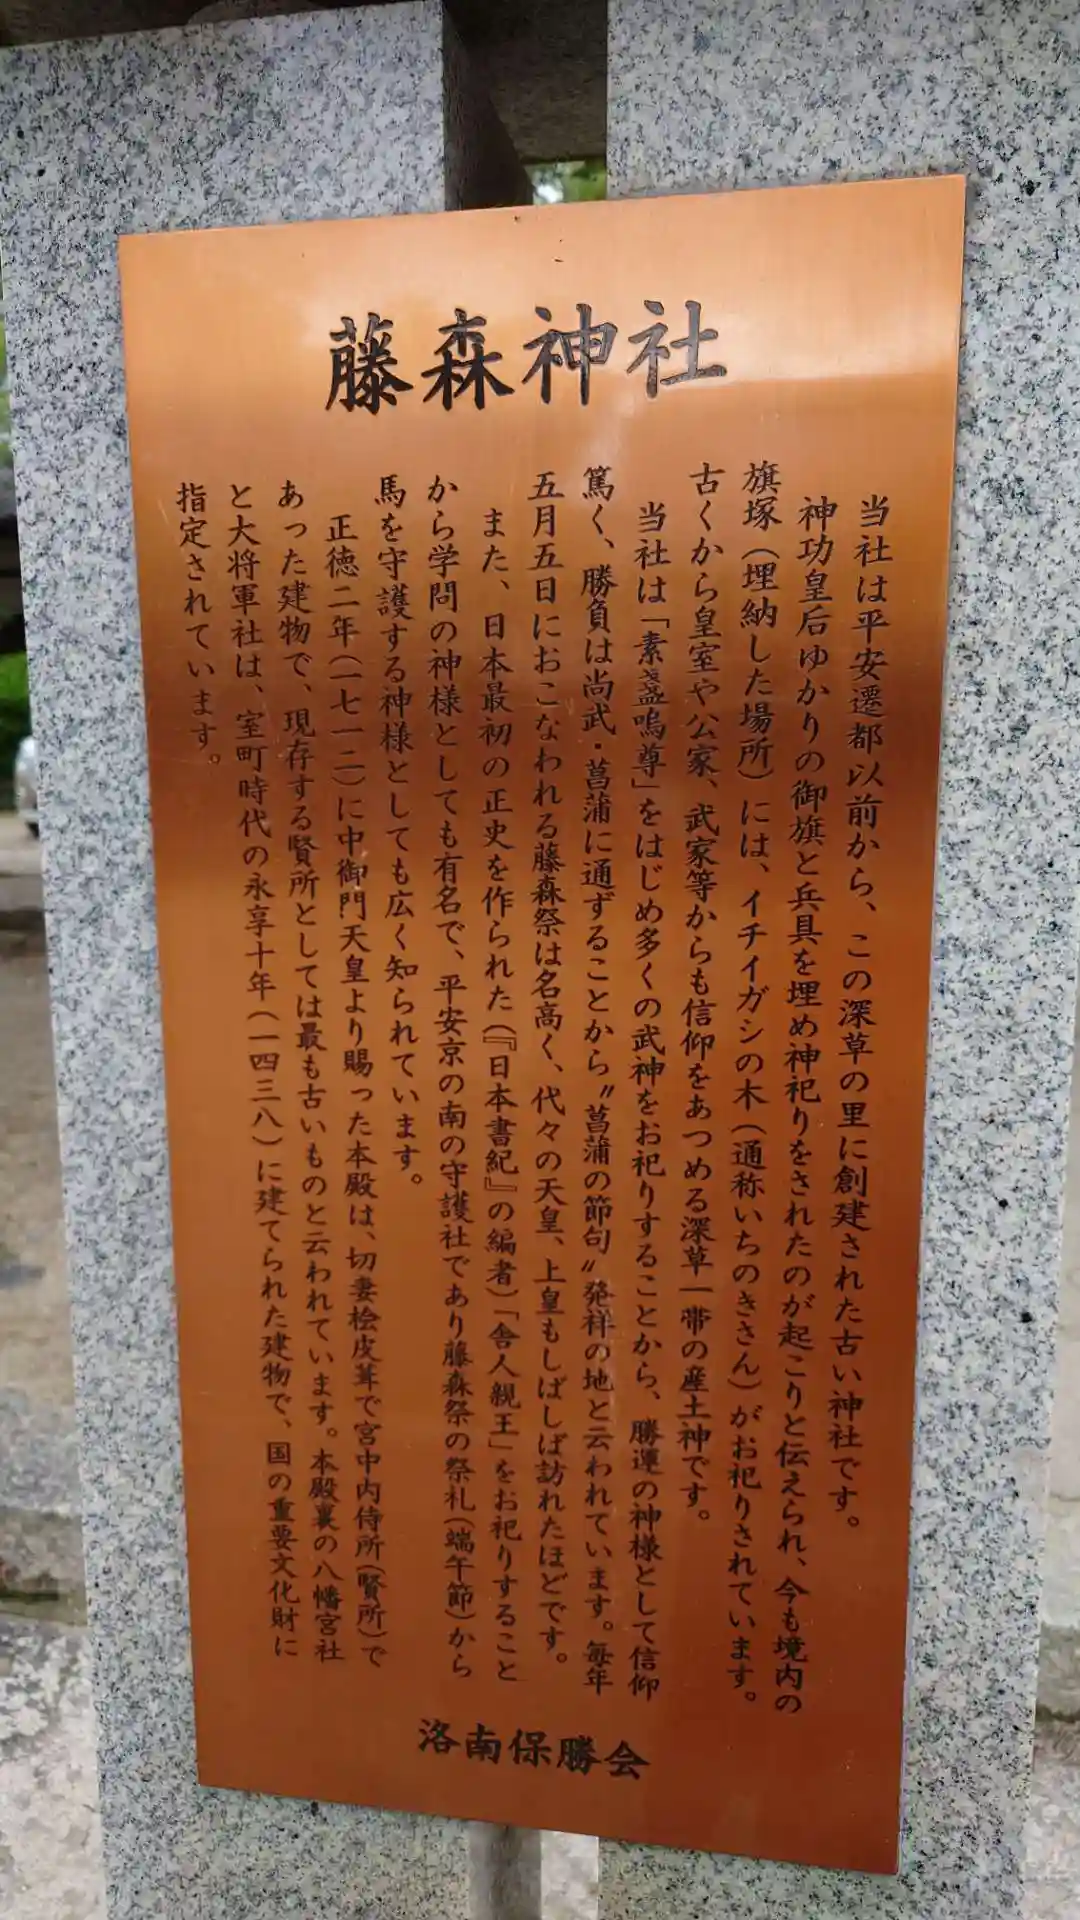 藤森神社
当社は平安遷都以前から、この深草の里に創建された古い神社です。
神功皇后ゆかりの御旗と兵具を埋め神祀りをされたのが起こりと伝えられ、今も境内の
旗塚（埋納した場所）には、イチイガシの木（通称いちのきさん）がお祀りされています。
古くから皇室や公家、武家等からも信仰をあつめる深草一帯の産土神です。
当社は「素盞嗚尊」をはじめ多くの武神をお祀りすることから、勝運の神様として信仰
篤く、勝負は尚武・菖蒲に通ずることから〝菖蒲の節句〟発祥の地と云われています。毎年
五月五日におこなわれる藤森祭は名高く、代々の天皇、上皇もしばしば訪れたほどです。
また、日本最初の正史を作られた（『日本書紀』の編者）「舎人親王」をお祀りすること
から学問の神様としても有名で、平安京の南の守護社であり藤森祭の祭礼（端午節）から
馬を守護する神様としても広く知られています。
正徳二年（一七一二）に中御門天皇より賜った本殿は、切妻桧皮葺で宮中内侍所（賢所）で
あった建物で、現存する賢所としては最も古いものと云われています。本殿裏の八幡宮社
と大将軍社は、室町時代の永享十年（一四三八）に建てられた建物で、国の重要文化財に
指定されています。
洛南保勝会